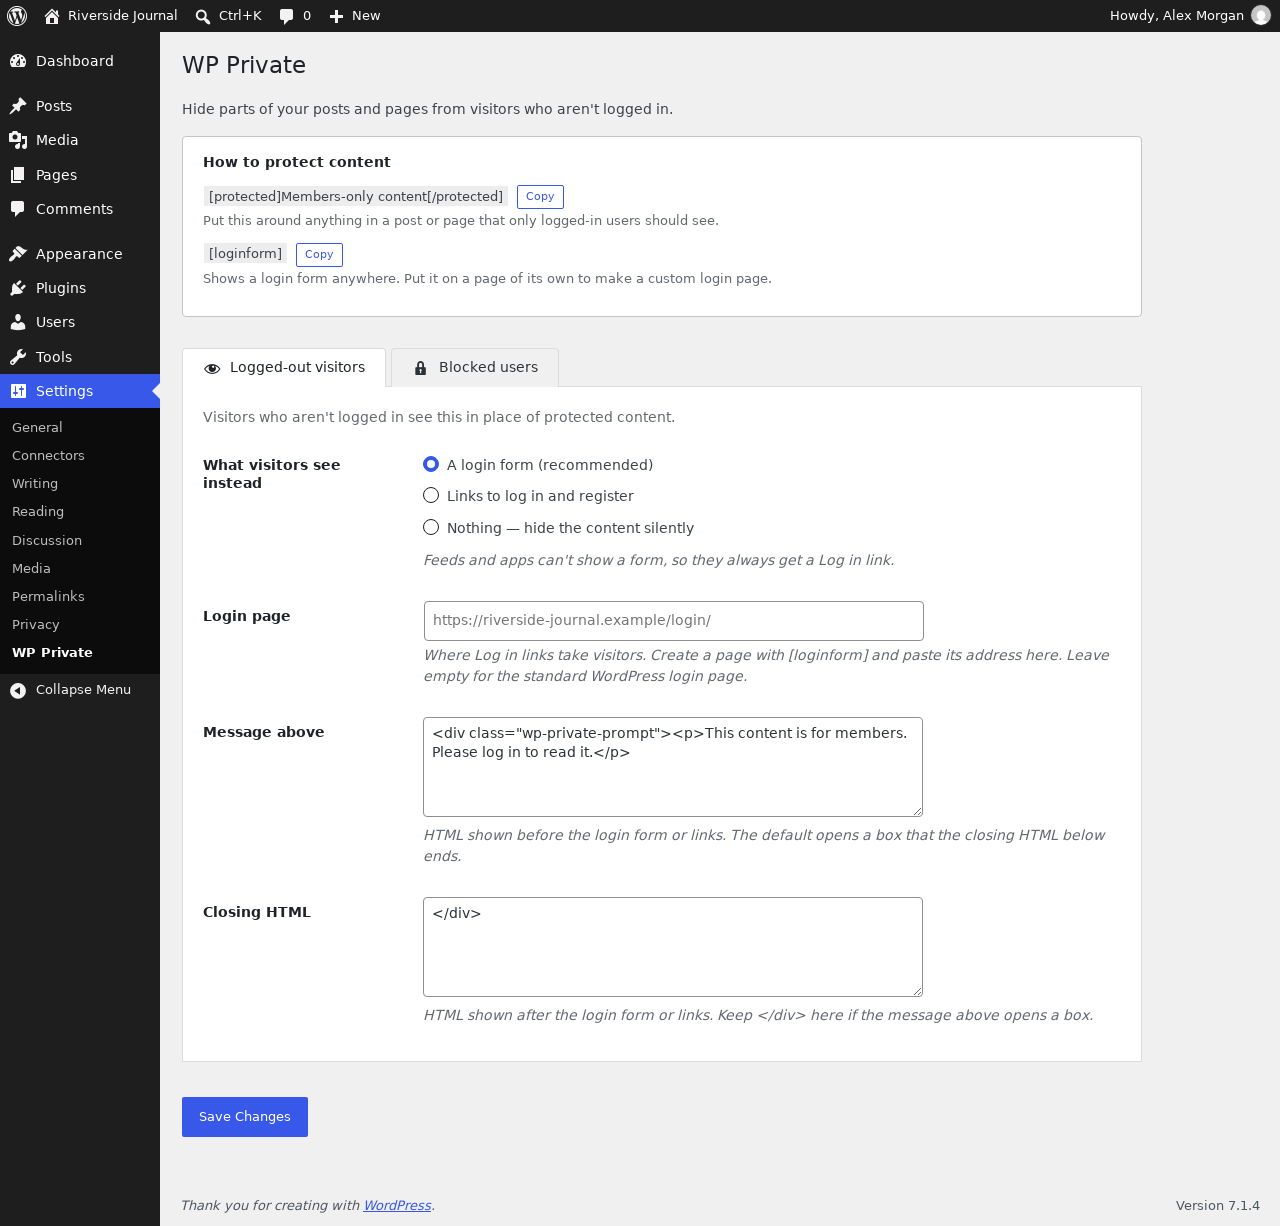 Riverside Journal
Ctrl+K
0
New
Howdy, Alex Morgan
Dashboard
Posts
Media
Pages
Comments
Appearance
Plugins
Users
Tools
Settings
General
Connectors
Writing
Reading
Discussion
Media
Permalinks
Privacy
WP Private
Collapse Menu
WP Private
Hide parts of your posts and pages from visitors who aren't logged in.
How to protect content
[protected]Members-only content[/protected]
Copy
Put this around anything in a post or page that only logged-in users should see.
[loginform]
Copy
Shows a login form anywhere. Put it on a page of its own to make a custom login page.
Logged-out visitors
Blocked users
Visitors who aren't logged in see this in place of protected content.
What visitors see
instead
A login form (recommended)
Links to log in and register
Nothing — hide the content silently
Feeds and apps can't show a form, so they always get a Log in link.
Login page
https://riverside-journal.example/login/
Where Log in links take visitors. Create a page with [loginform] and paste its address here. Leave
empty for the standard WordPress login page.
Message above
<div class="wp-private-prompt"><p>This content is for members.
Please log in to read it.</p>
HTML shown before the login form or links. The default opens a box that the closing HTML below
ends.
Closing HTML
</div>
HTML shown after the login form or links. Keep </div> here if the message above opens a box.
Save Changes
Thank you for creating with WordPress.
Version 7.1.4